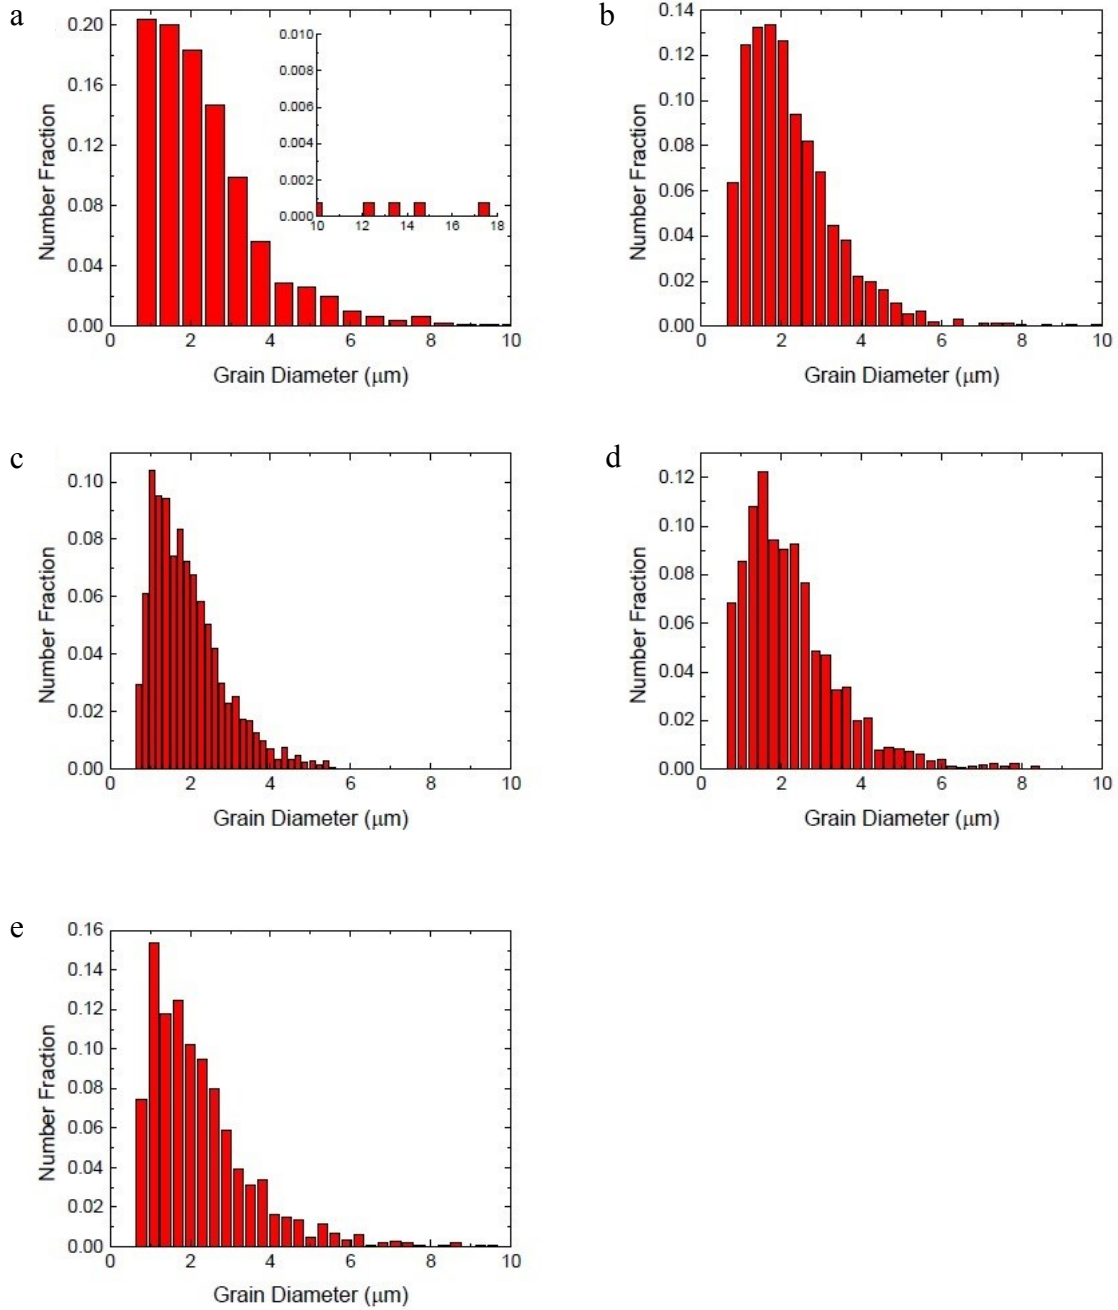 a
0.20
0.16
0.12
0.08
0.04
0.00
Number Fraction
0 2 4 6 8 10
Grain Diameter (μm)
0.010
0.008
0.006
0.004
0.002
0.000
10 12 14 16 18
b
0.14
0.12
0.10
0.08
0.06
0.04
0.02
0.00
Number Fraction
0 2 4 6 8 10
Grain Diameter (μm)
c
0.10
0.08
0.06
0.04
0.02
0.00
Number Fraction
0 2 4 6 8 10
Grain Diameter (μm)
d
0.12
0.10
0.08
0.06
0.04
0.02
0.00
Number Fraction
0 2 4 6 8 10
Grain Diameter (μm)
e
0.16
0.14
0.12
0.10
0.08
0.06
0.04
0.02
0.00
Number Fraction
0 2 4 6 8 10
Grain Diameter (μm)